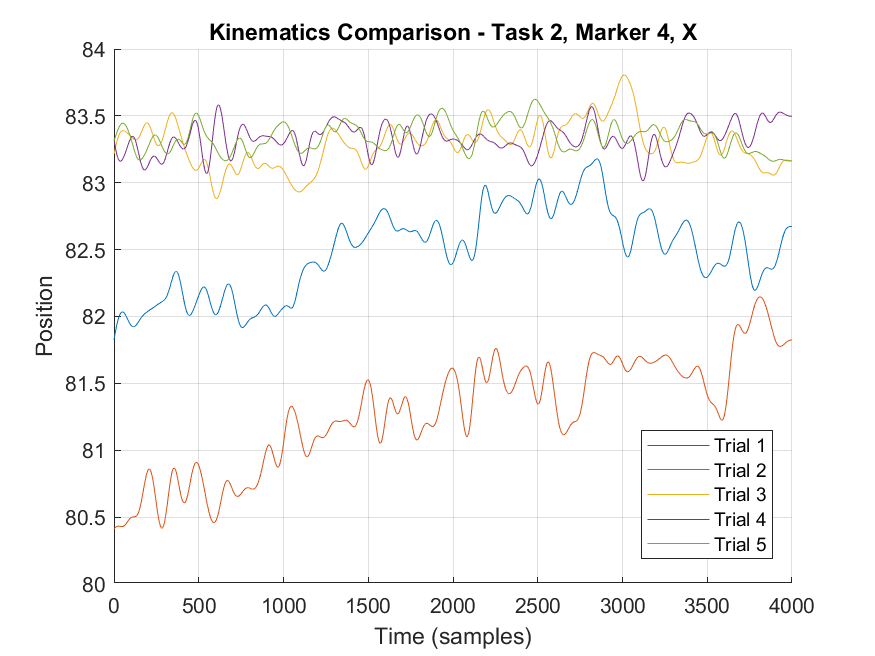 Kinematics Comparison - Task 2, Marker 4, X
84
83.5
83
82.5
82
81.5
81
80.5
80
Position
Trial 1
Trial 2
Trial 3
Trial 4
Trial 5
0 500 1000 1500 2000 2500 3000 3500 4000
Time (samples)